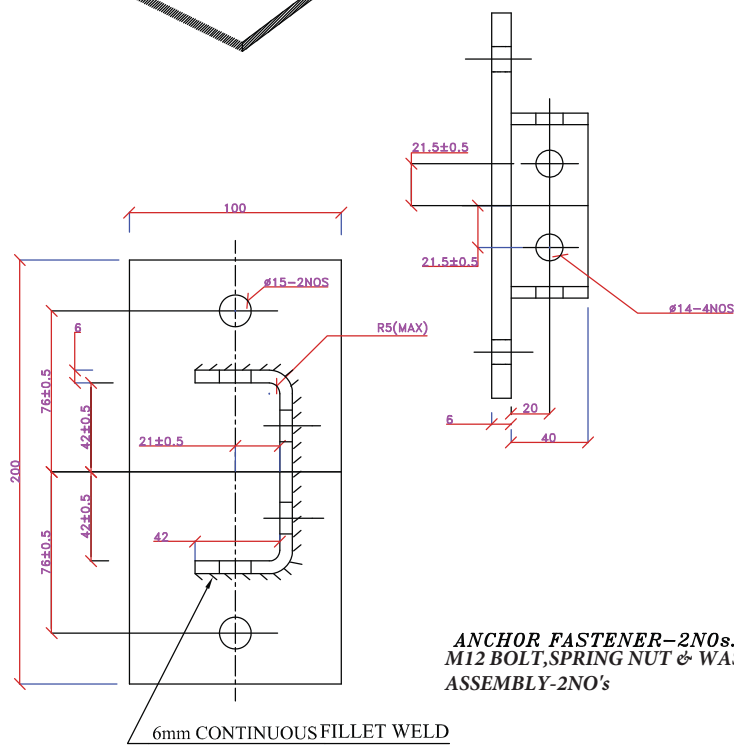 21.5±0.5
21.5±0.5
ø14-4NOS
20
6
40
100
ø15-2NOS
R5(MAX)
6
76±0.5
42±0.5
21±0.5
200
42±0.5
76±0.5
42
ANCHOR FASTENER-2NOs.
M12 BOLT,SPRING NUT & WAS
ASSEMBLY-2NO's
6mm CONTINUOUS FILLET WELD